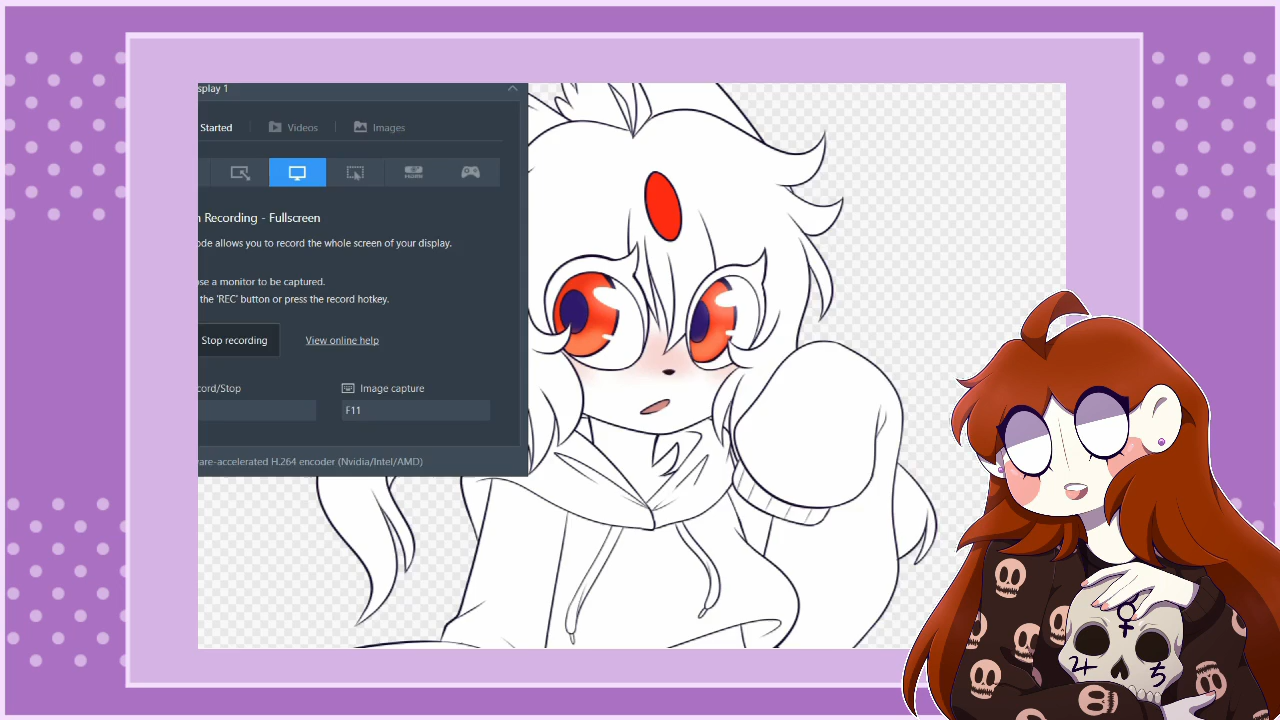 splay 1
Started
Videos
Images
n Recording - Fullscreen
ode allows you to record the whole screen of your display.
se a monitor to be captured.
the 'REC' button or press the record hotkey.
Stop recording
View online help
cord/Stop
Image capture
F11
ware-accelerated H.264 encoder (Nvidia/Intel/AMD)